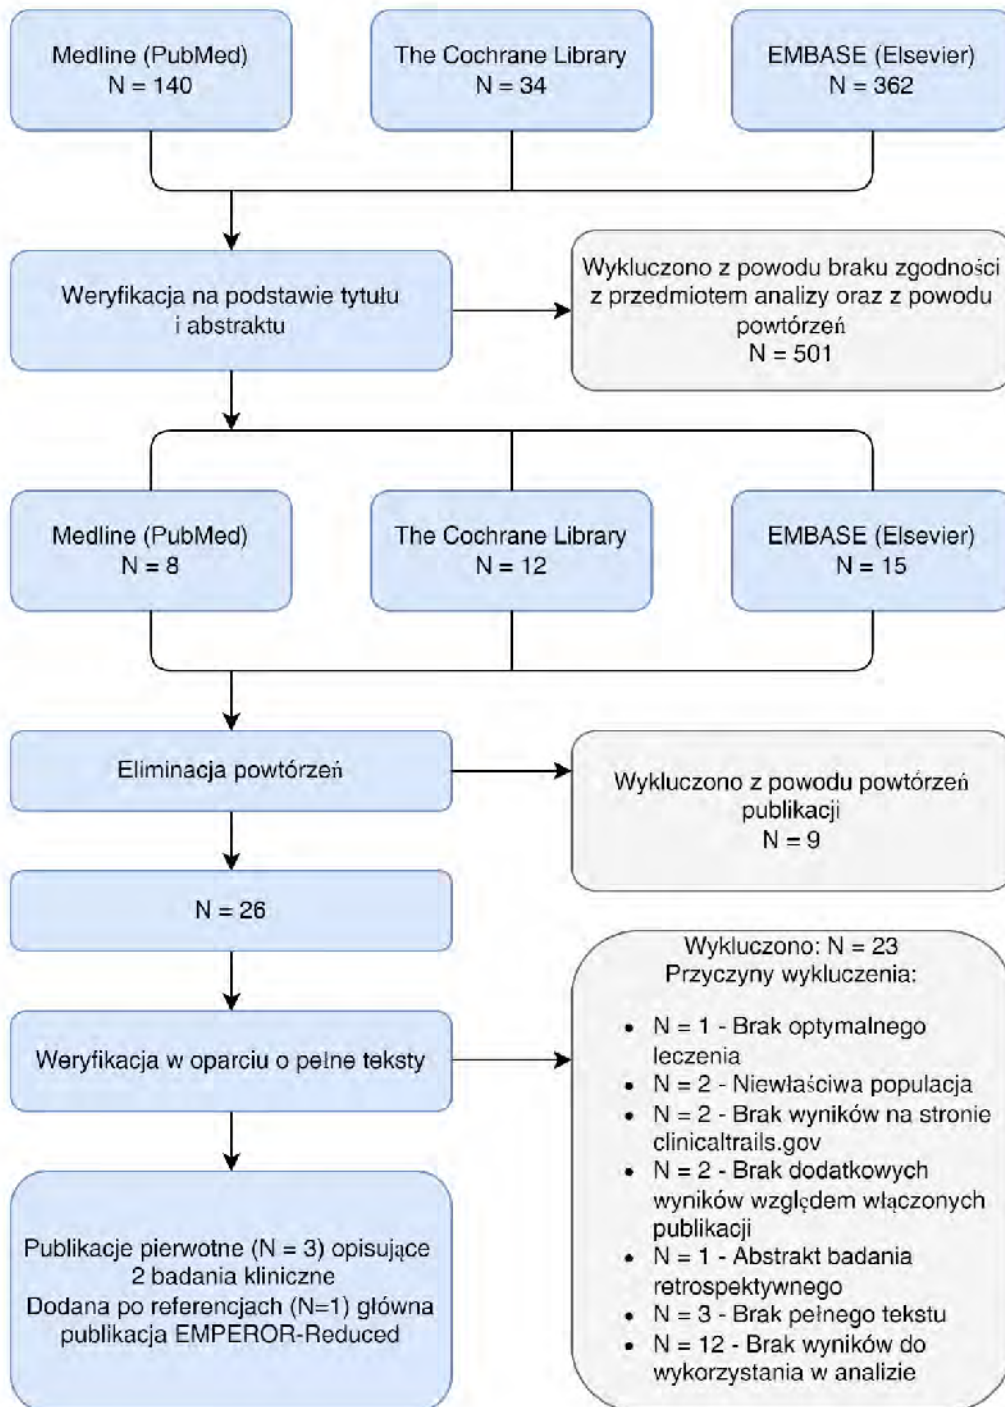 Medline (PubMed)
N = 140
The Cochrane Library
N = 34
EMBASE (Elsevier)
N = 362
Weryfikacja na podstawie tytułu
i abstraktu
Wykluczono z powodu braku zgodności
z przedmiotem analizy oraz z powodu
powtórzeń
N = 501
Medline (PubMed)
N = 8
The Cochrane Library
N = 12
EMBASE (Elsevier)
N = 15
Eliminacja powtórzeń
Wykluczono z powodu powtórzeń
publikacji
N = 9
N = 26
Weryfikacja w oparciu o pełne teksty
Wykluczono: N = 23
Przyczyny wykluczenia:
• N = 1 - Brak optymalnego
leczenia
• N = 2 - Niewłaściwa populacja
• N = 2 - Brak wyników na stronie
clinicaltrails.gov
• N = 2 - Brak dodatkowych
wyników względem włączonych
publikacji
• N = 1 - Abstrakt badania
retrospektywnego
• N = 3 - Brak pełnego tekstu
• N = 12 - Brak wyników do
wykorzystania w analizie
Publikacje pierwotne (N = 3) opisujące
2 badania kliniczne
Dodana po referencjach (N=1) główna
publikacja EMPEROR-Reduced